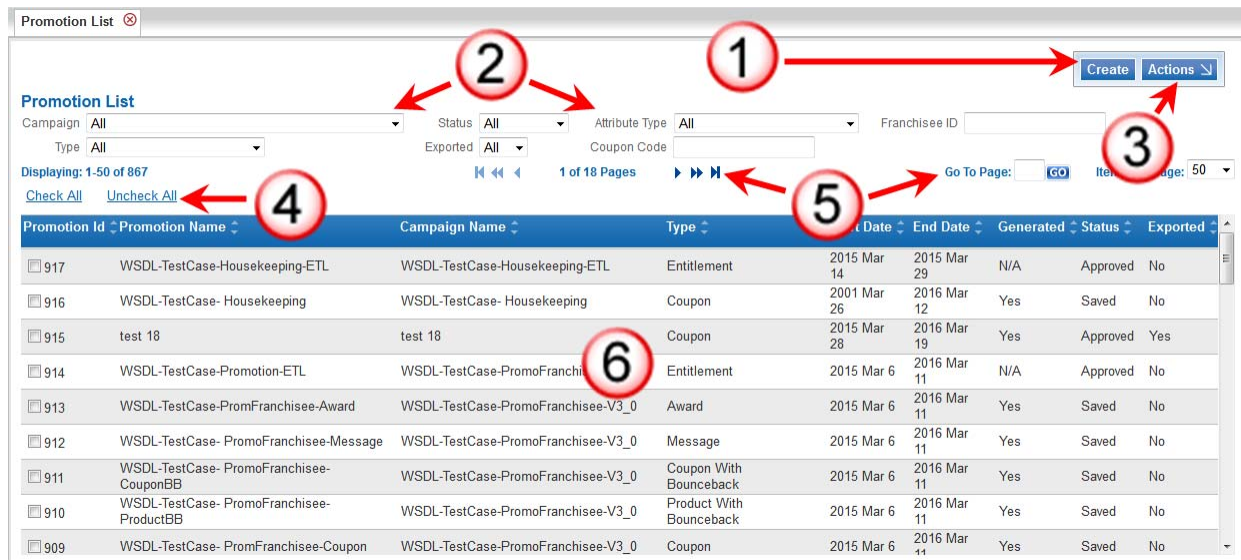 Promotion List
1
2
Create Actions
Promotion List
Campaign All Status All Attribute Type All Franchisee ID
3
Type All Exported All Coupon Code
Displaying: 1-50 of 867 1 of 18 Pages Go To Page: GO 50
Check All Uncheck All
4
5
Promotion Id Promotion Name Campaign Name Type Date End Date Generated Status Exported
917 WSDL-TestCase-Housekeeping-ETL WSDL-TestCase-Housekeeping-ETL Entitlement 2015 Mar 14 2015 Mar 29 N/A Approved No
916 WSDL-TestCase- Housekeeping WSDL-TestCase- Housekeeping Coupon 2001 Mar 26 2016 Mar 12 Yes Saved No
915 test 18 test 18 Coupon 2015 Mar 28 2016 Mar 19 Yes Approved Yes
6
914 WSDL-TestCase-Promotion-ETL WSDL-TestCase-PromoFranchi Entitlement 2015 Mar 6 2016 Mar 11 N/A Approved No
913 WSDL-TestCase-PromFranchisee-Award WSDL-TestCase-PromoFranchisee-V3_0 Award 2015 Mar 6 2016 Mar 11 Yes Saved No
912 WSDL-TestCase- PromoFranchisee-Message WSDL-TestCase-PromoFranchisee-V3_0 Message 2015 Mar 6 2016 Mar 11 Yes Saved No
911 WSDL-TestCase- PromoFranchisee-CouponBB WSDL-TestCase-PromoFranchisee-V3_0 Coupon With Bounceback 2015 Mar 6 2016 Mar 11 Yes Saved No
910 WSDL-TestCase- PromoFranchisee-ProductBB WSDL-TestCase-PromoFranchisee-V3_0 Product With Bounceback 2015 Mar 6 2016 Mar 11 Yes Saved No
909 WSDL-TestCase- PromFranchisee-Coupon WSDL-TestCase-PromoFranchisee-V3_0 Coupon 2015 Mar 6 2016 Mar 11 Yes Saved No